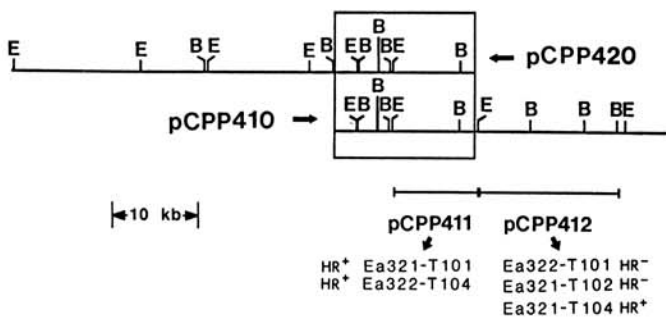 B
E E B E E B E B B E B
← pCPP420
B
pCPP410 → E B B E B E B B B E
|←10 kb→|
pCPP411 pCPP412
HR⁺ Ea321-T101 Ea322-T101 HR⁻
HR⁺ Ea322-T104 Ea321-T102 HR⁻
Ea321-T104 HR⁺